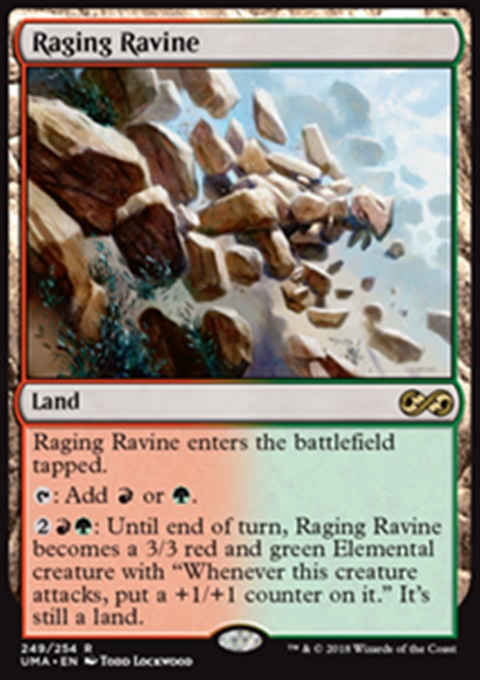 Raging Ravine
Land
Raging Ravine enters the battlefield
tapped.
: Add or .
2 : Until end of turn, Raging Ravine
becomes a 3/3 red and green Elemental
creature with “Whenever this creature
attacks, put a +1/+1 counter on it.” It’s
still a land.
249/254 R
UMA • EN Todd Lockwood
™ & © 2018 Wizards of the Coast